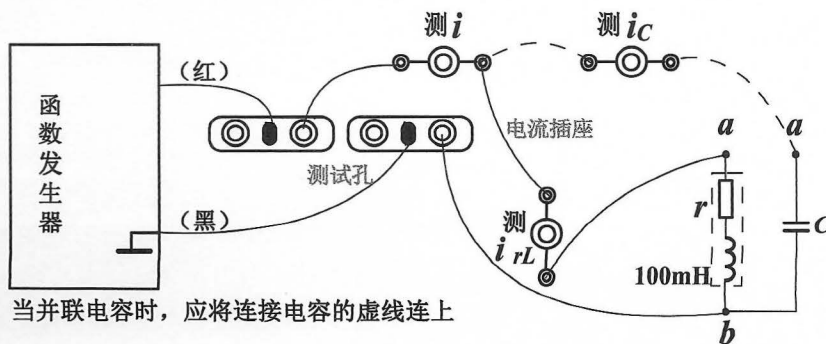 测 i
测 iC
（红）
函数发生器
电流插座
a
a
测试孔
（黑）
测
i rL
r
C
100mH
当并联电容时，应将连接电容的虚线连上
b